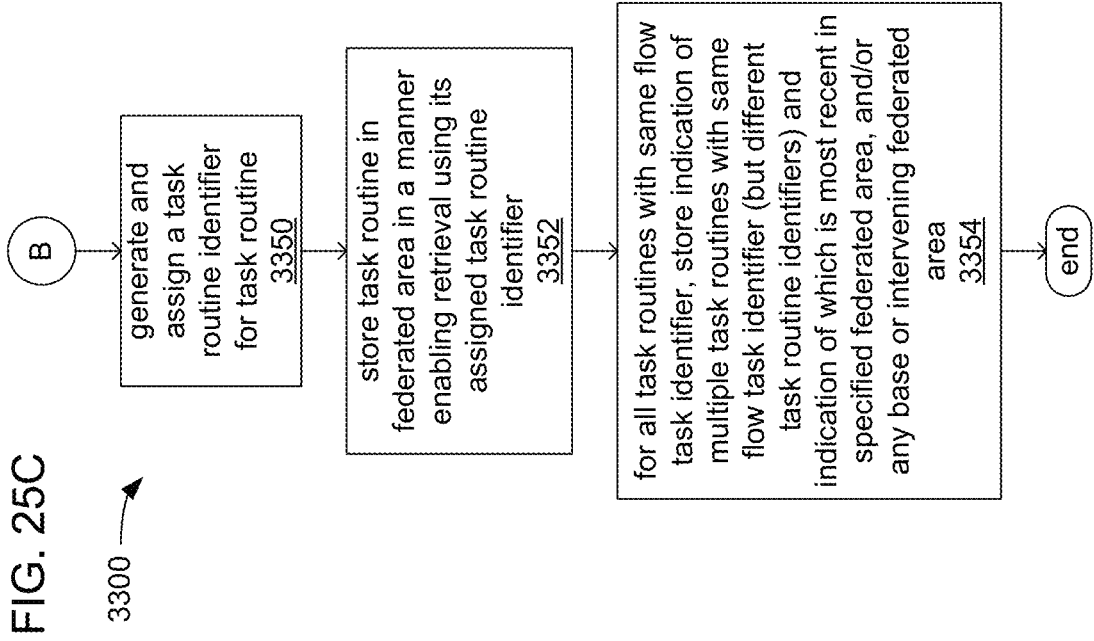 FIG. 25C
3300
B
generate and
assign a task
routine identifier
for task routine
3350
store task routine in
federated area in a manner
enabling retrieval using its
assigned task routine
identifier
3352
for all task routines with same flow
task identifier, store indication of
multiple task routines with same
flow task identifier (but different
task routine identifiers) and
indication of which is most recent in
specified federated area, and/or
any base or intervening federated
area
3354
end